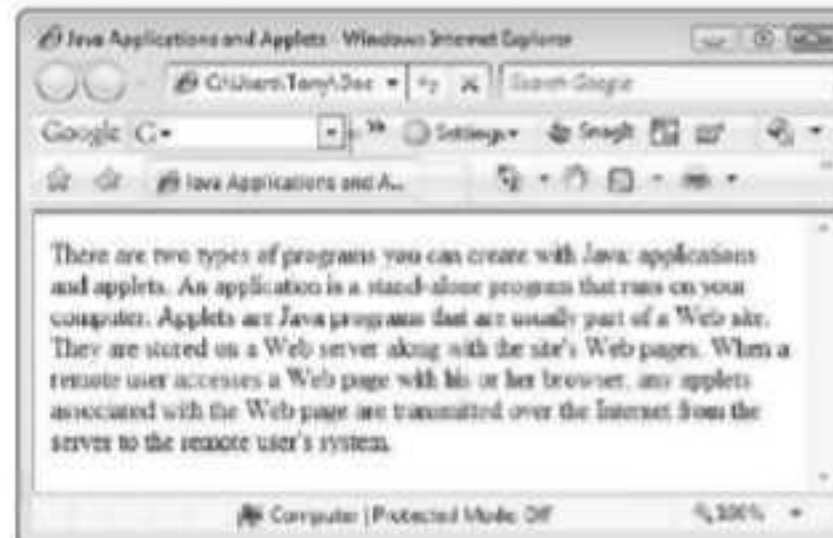 Java Applications and Applets - Windows Internet Explorer
C:\Users\Tony\Doc Search Google
Google G Settings SnagIt
Java Applications and A...
There are two types of programs you can create with Java: applications
and applets. An application is a stand-alone program that runs on your
computer. Applets are Java programs that are usually part of a Web site.
They are stored on a Web server along with the site's Web pages. When a
remote user accesses a Web page with his or her browser, any applets
associated with the Web page are transmitted over the Internet from the
server to the remote user's system.
Computer | Protected Mode: Off 100%